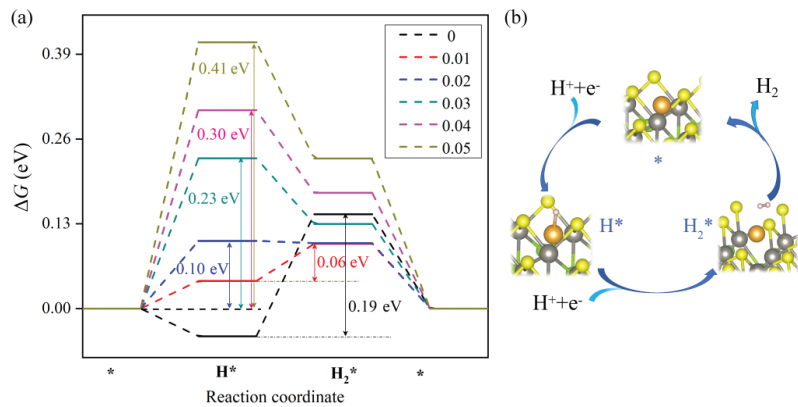 (a)
ΔG (eV)
0.39
0.26
0.13
0.00
0.41 eV
0.30 eV
0.23 eV
0.10 eV
0.06 eV
0.19 eV
0
0.01
0.02
0.03
0.04
0.05
* H* H₂* *
Reaction coordinate
(b)
H⁺+e⁻
H₂
*
H*
H₂*
H⁺+e⁻